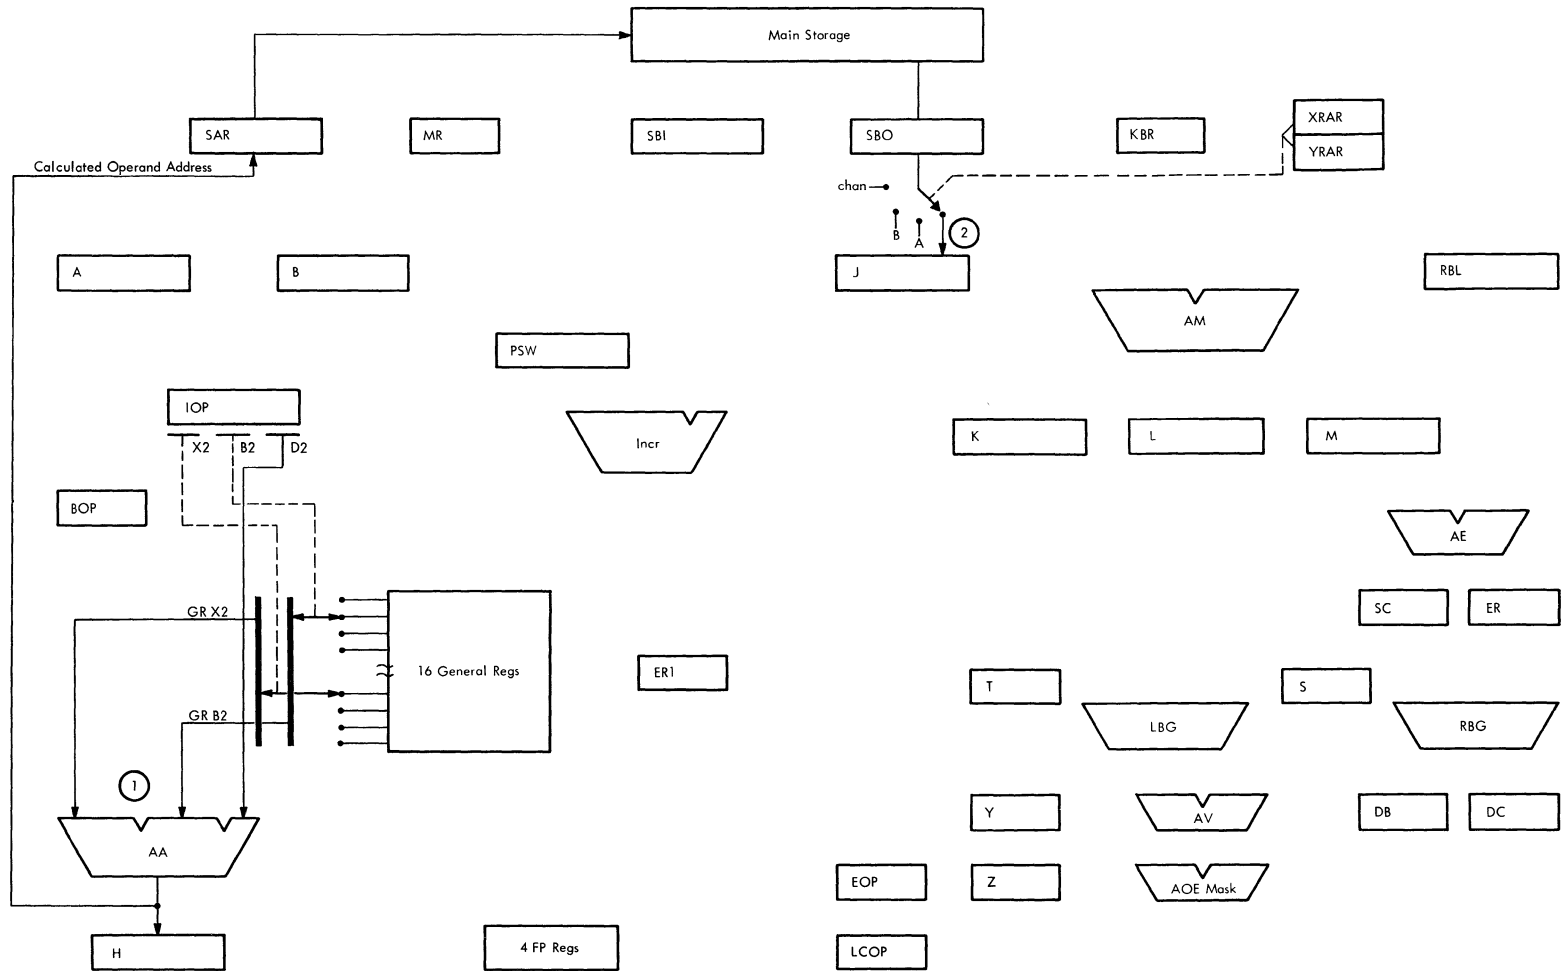 Main Storage
XRAR
SAR
MR
SBI
SBO
KBR
YRAR
Calculated Operand Address
chan
B
A
2
A
B
J
RBL
AM
PSW
IOP
K
L
M
Incr
X2
B2
D2
BOP
AE
SC
ER
GR X2
16 General Regs
ER1
T
S
GR B2
LBG
RBG
1
Y
AV
DB
DC
AA
EOP
Z
AOE Mask
H
4 FP Regs
LCOP